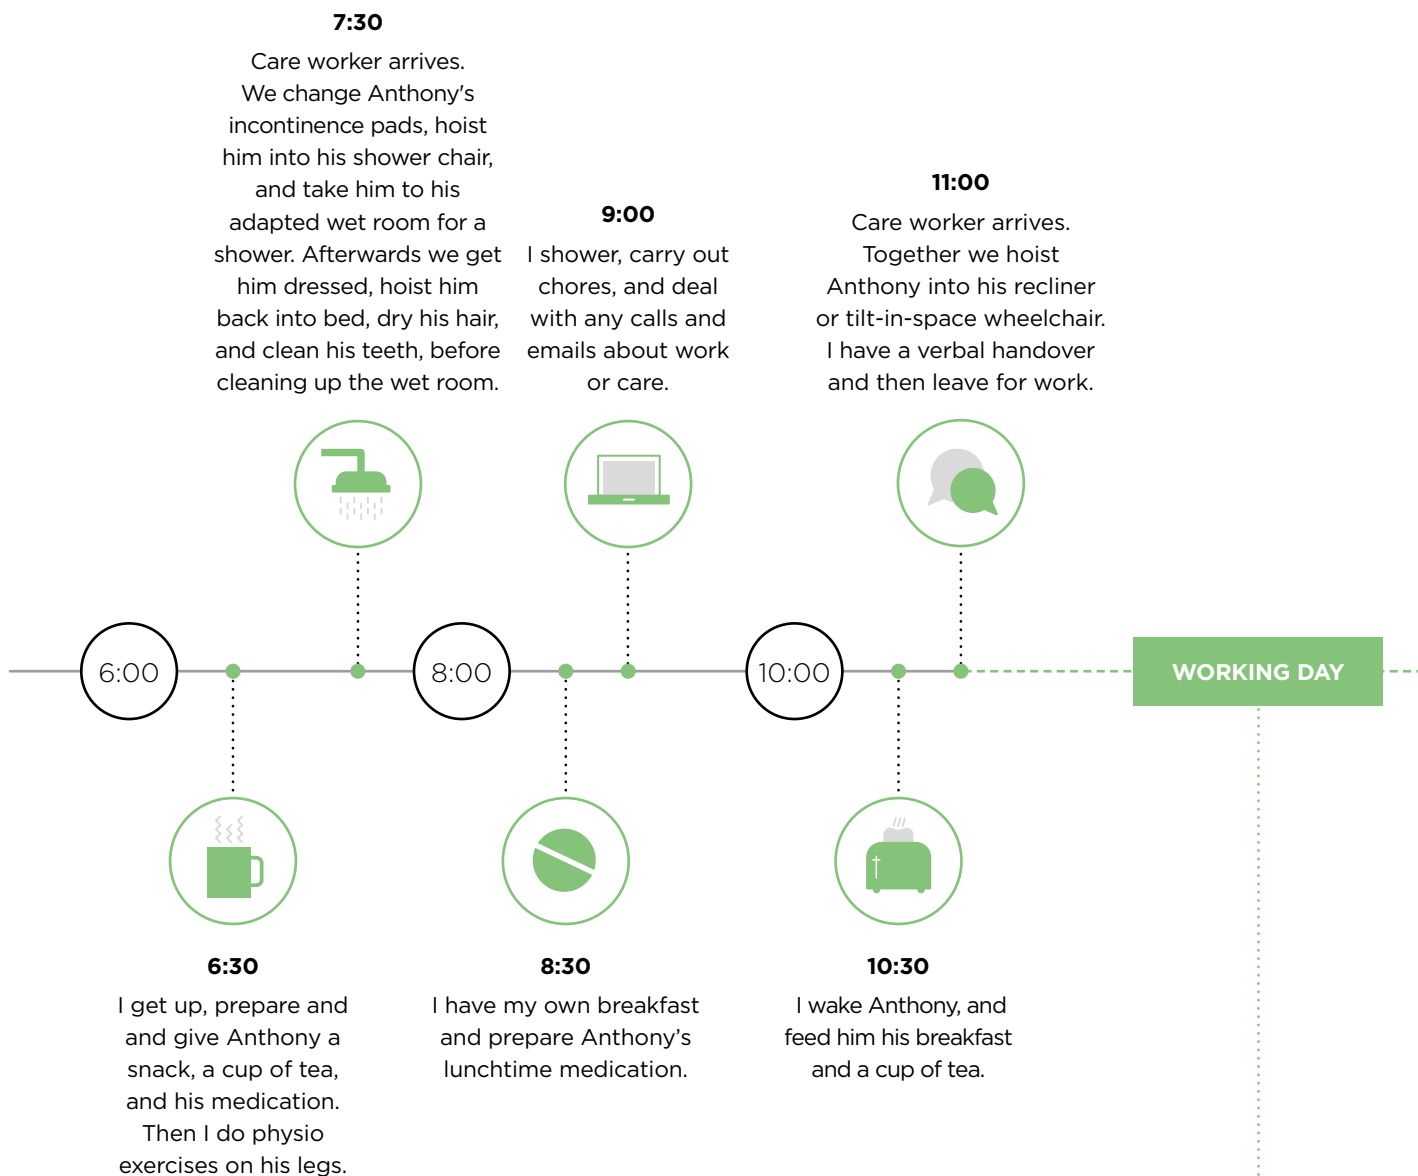 7:30
Care worker arrives.
We change Anthony's
incontinence pads, hoist
him into his shower chair,
and take him to his
adapted wet room for a
shower. Afterwards we get
him dressed, hoist him
back into bed, dry his hair,
and clean his teeth, before
cleaning up the wet room.
9:00
I shower, carry out
chores, and deal
with any calls and
emails about work
or care.
11:00
Care worker arrives.
Together we hoist
Anthony into his recliner
or tilt-in-space wheelchair.
I have a verbal handover
and then leave for work.
6:00
8:00
10:00
WORKING DAY
6:30
I get up, prepare and
and give Anthony a
snack, a cup of tea,
and his medication.
Then I do physio
exercises on his legs.
8:30
I have my own breakfast
and prepare Anthony’s
lunchtime medication.
10:30
I wake Anthony, and
feed him his breakfast
and a cup of tea.